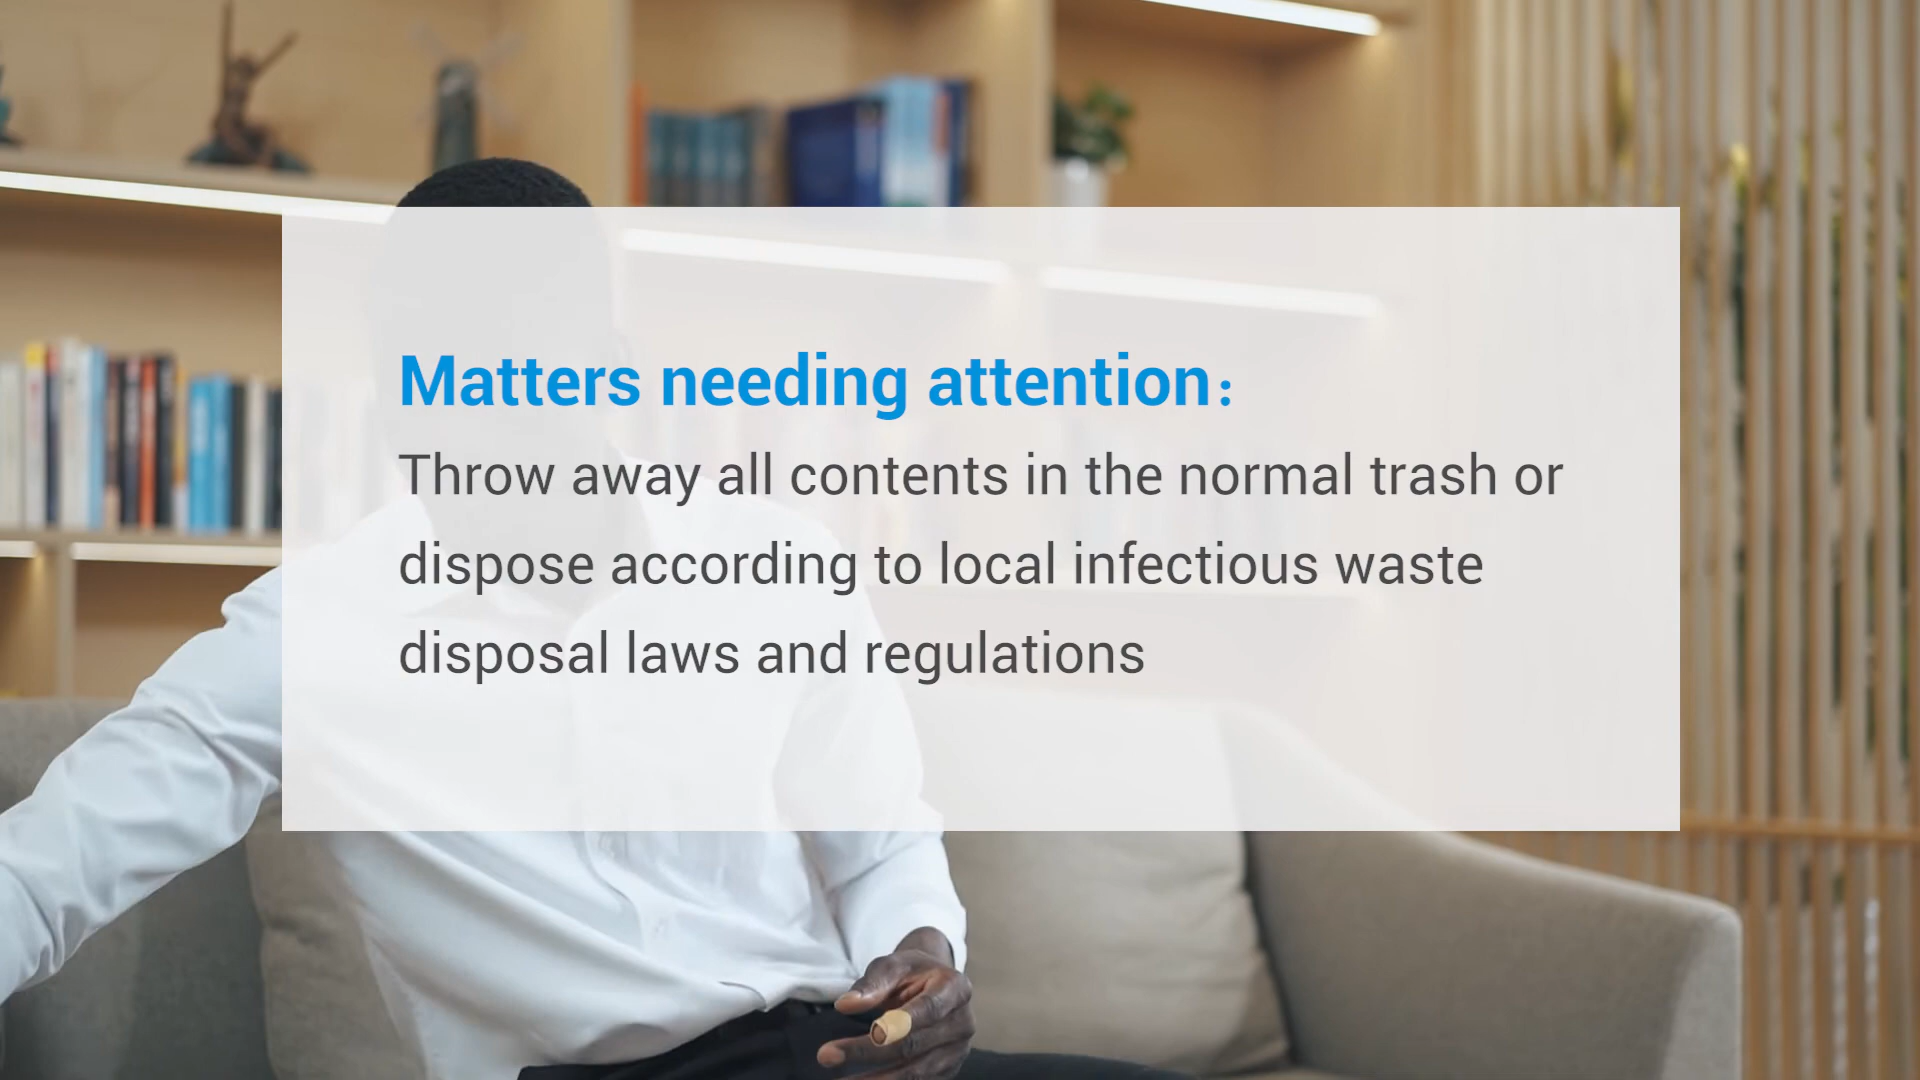 Matters needing attention:
Throw away all contents in the normal trash or
dispose according to local infectious waste
disposal laws and regulations